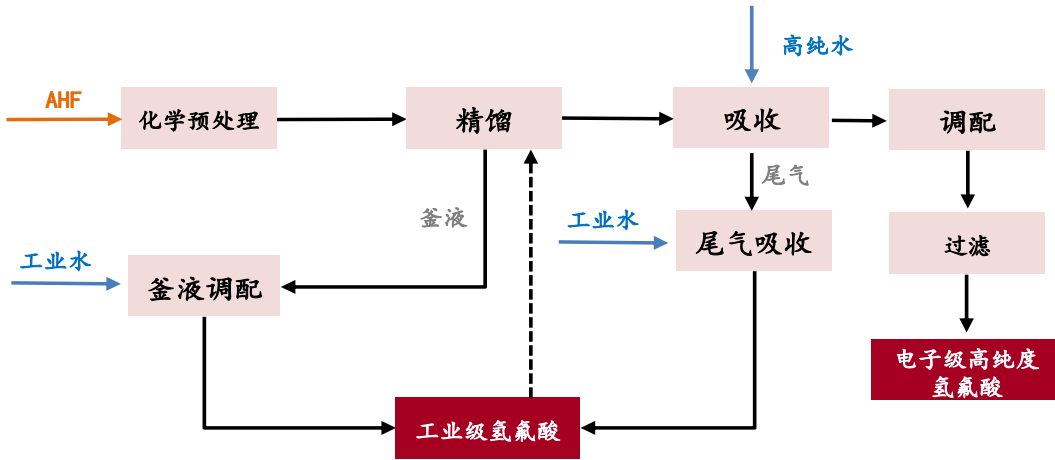 高纯水
AHF
化学预处理
精馏
吸收
调配
尾气
釜液
工业水
尾气吸收
过滤
工业水
釜液调配
电子级高纯度
氢氟酸
工业级氢氟酸